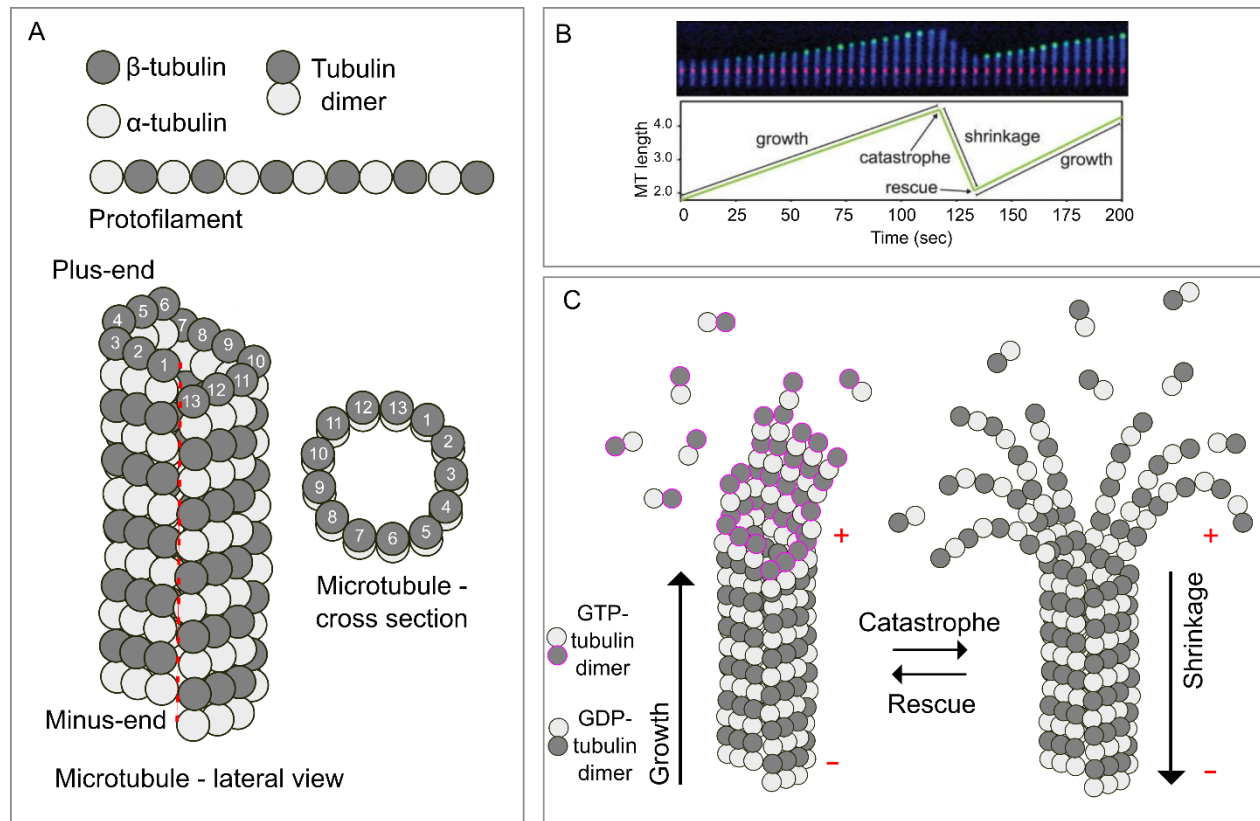 A
β-tubulin
α-tubulin
Tubulin
dimer
Protofilament
Plus-end
1
2
3
4
5
6
7
8
9
10
11
12
13
Minus-end
Microtubule - lateral view
1
2
3
4
5
6
7
8
9
10
11
12
13
Microtubule -
cross section
B
MT length
4.0
3.0
2.0
growth
catastrophe
shrinkage
rescue
growth
0 25 50 75 100 125 150 175 200
Time (sec)
C
GTP-
tubulin
dimer
GDP-
tubulin
dimer
Growth
+
−
Catastrophe
Rescue
+
−
Shrinkage